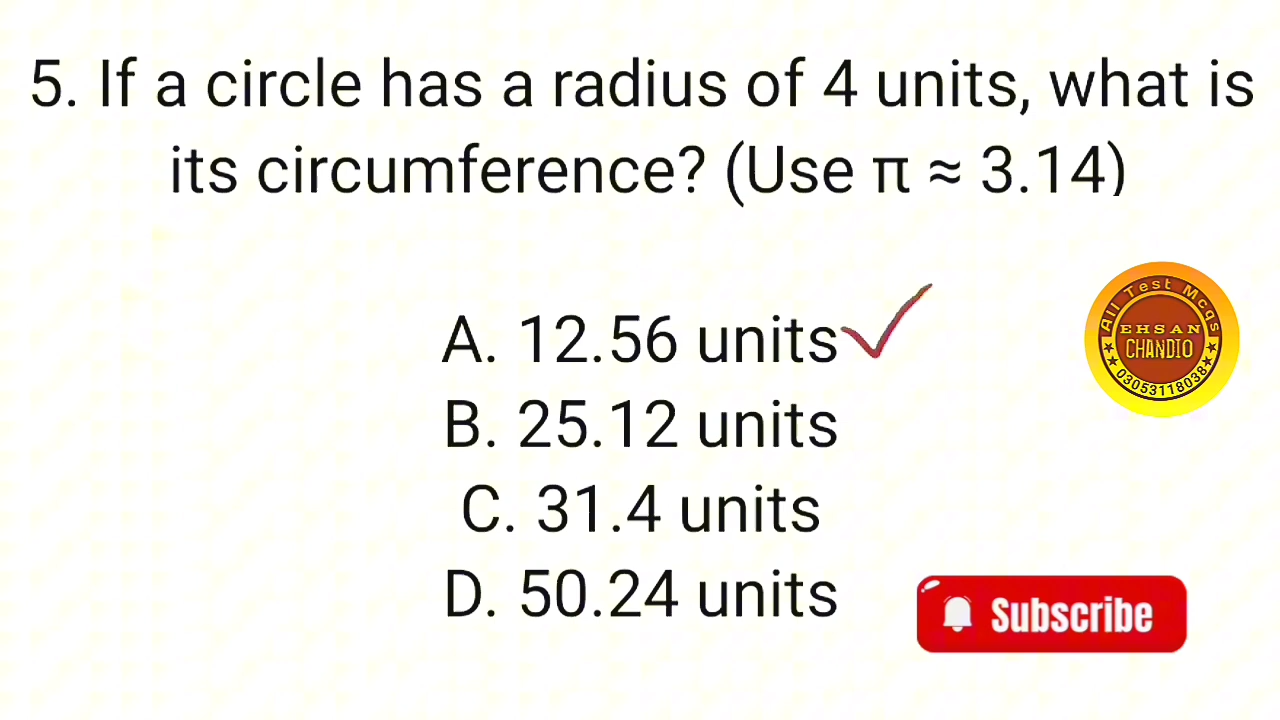 5. If a circle has a radius of 4 units, what is
its circumference? (Use π ≈ 3.14)
A. 12.56 units
B. 25.12 units
C. 31.4 units
D. 50.24 units
All Test Mcqs
EHSAN
CHANDIO
03053118038
Subscribe